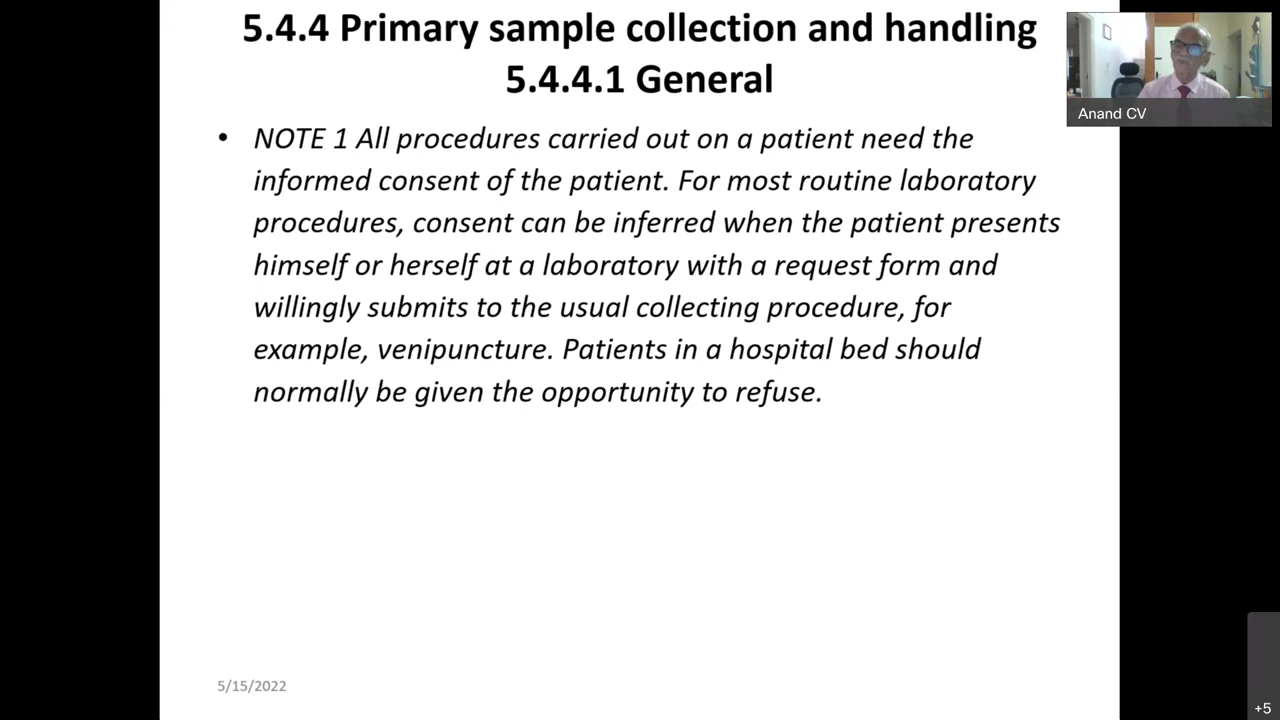 5.4.4 Primary sample collection and handling
5.4.4.1 General
Anand CV
• NOTE 1 All procedures carried out on a patient need the
informed consent of the patient. For most routine laboratory
procedures, consent can be inferred when the patient presents
himself or herself at a laboratory with a request form and
willingly submits to the usual collecting procedure, for
example, venipuncture. Patients in a hospital bed should
normally be given the opportunity to refuse.
5/15/2022
+5